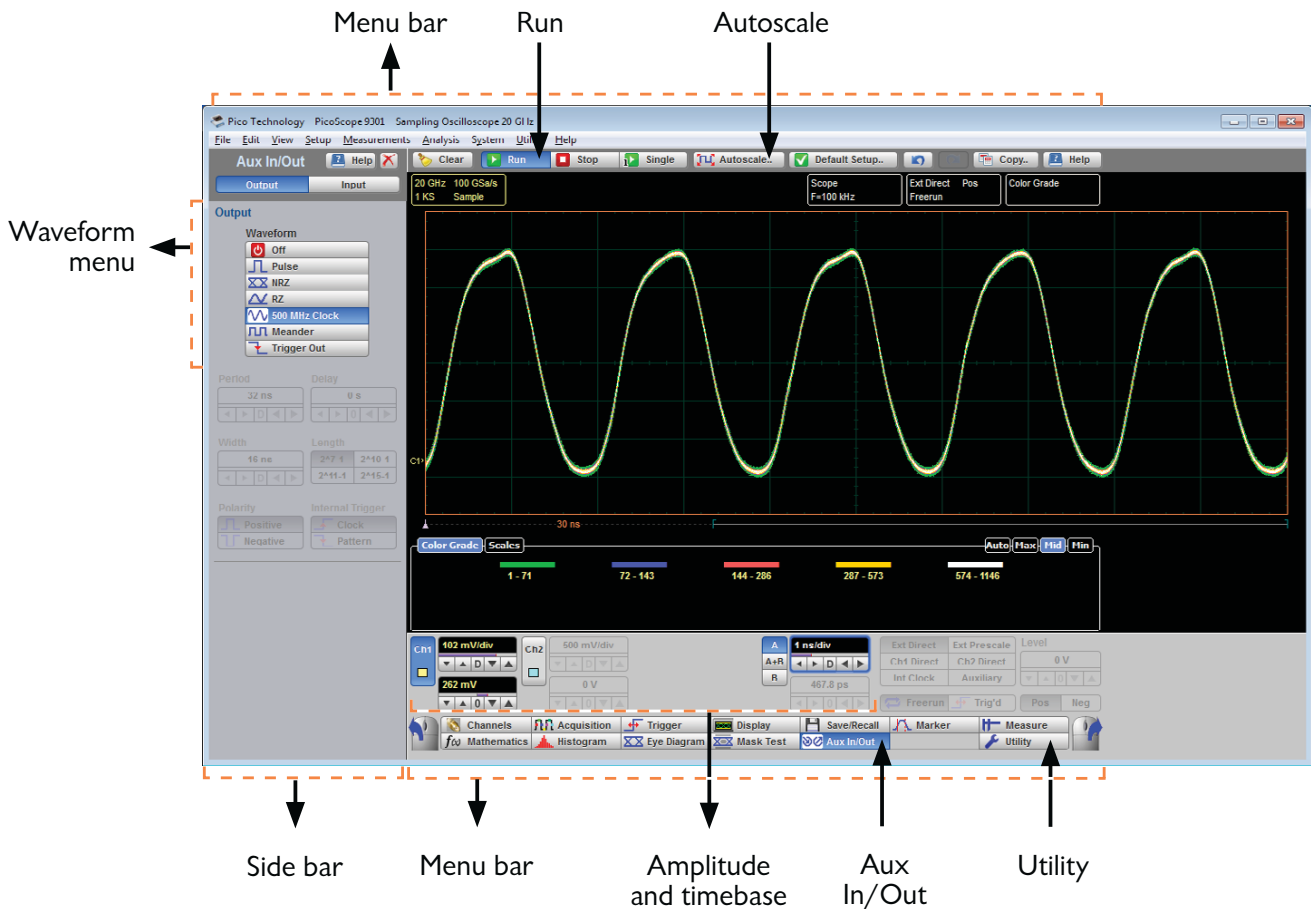 Menu bar Run Autoscale
Pico Technology PicoScope 9301 Sampling Oscilloscope 20 GHz
File Edit View Setup Measurements Analysis System Utility Help
Aux In/Out ? Help Clear Run Stop Single Autoscale.. Default Setup.. Copy.. ? Help
Output Input
20 GHz 100 GSa/s
1 KS Sample
Scope
F=100 kHz
Ext Direct Pos
Freerun
Color Grade
Output
Waveform
Off
Pulse
NRZ
RZ
500 MHz Clock
Meander
Trigger Out
Waveform
menu
Period Delay
32 ns 0 s
D 0
Width Length
16 ns 2^7-1 2^10-1
D 2^11-1 2^15-1
Polarity Internal Trigger
Positive Clock
Negative Pattern
C1
30 ns
Color Grade Scales Auto Max Mid Min
1 - 71 72 - 143 144 - 286 287 - 573 574 - 1146
Ch1 102 mV/div Ch2 500 mV/div
D D
262 mV 0 V
0 0
A 1 ns/div
A+B D
B 467.8 ps
0
Ext Direct Ext Prescale Level
Ch1 Direct Ch2 Direct 0 V
Int Clock Auxiliary 0
Freerun Trig'd Pos Neg
Channels Acquisition Trigger Display Save/Recall Marker Measure
f(x) Mathematics Histogram Eye Diagram Mask Test Aux In/Out Utility
Side bar Menu bar Amplitude
and timebase
Aux
In/Out
Utility